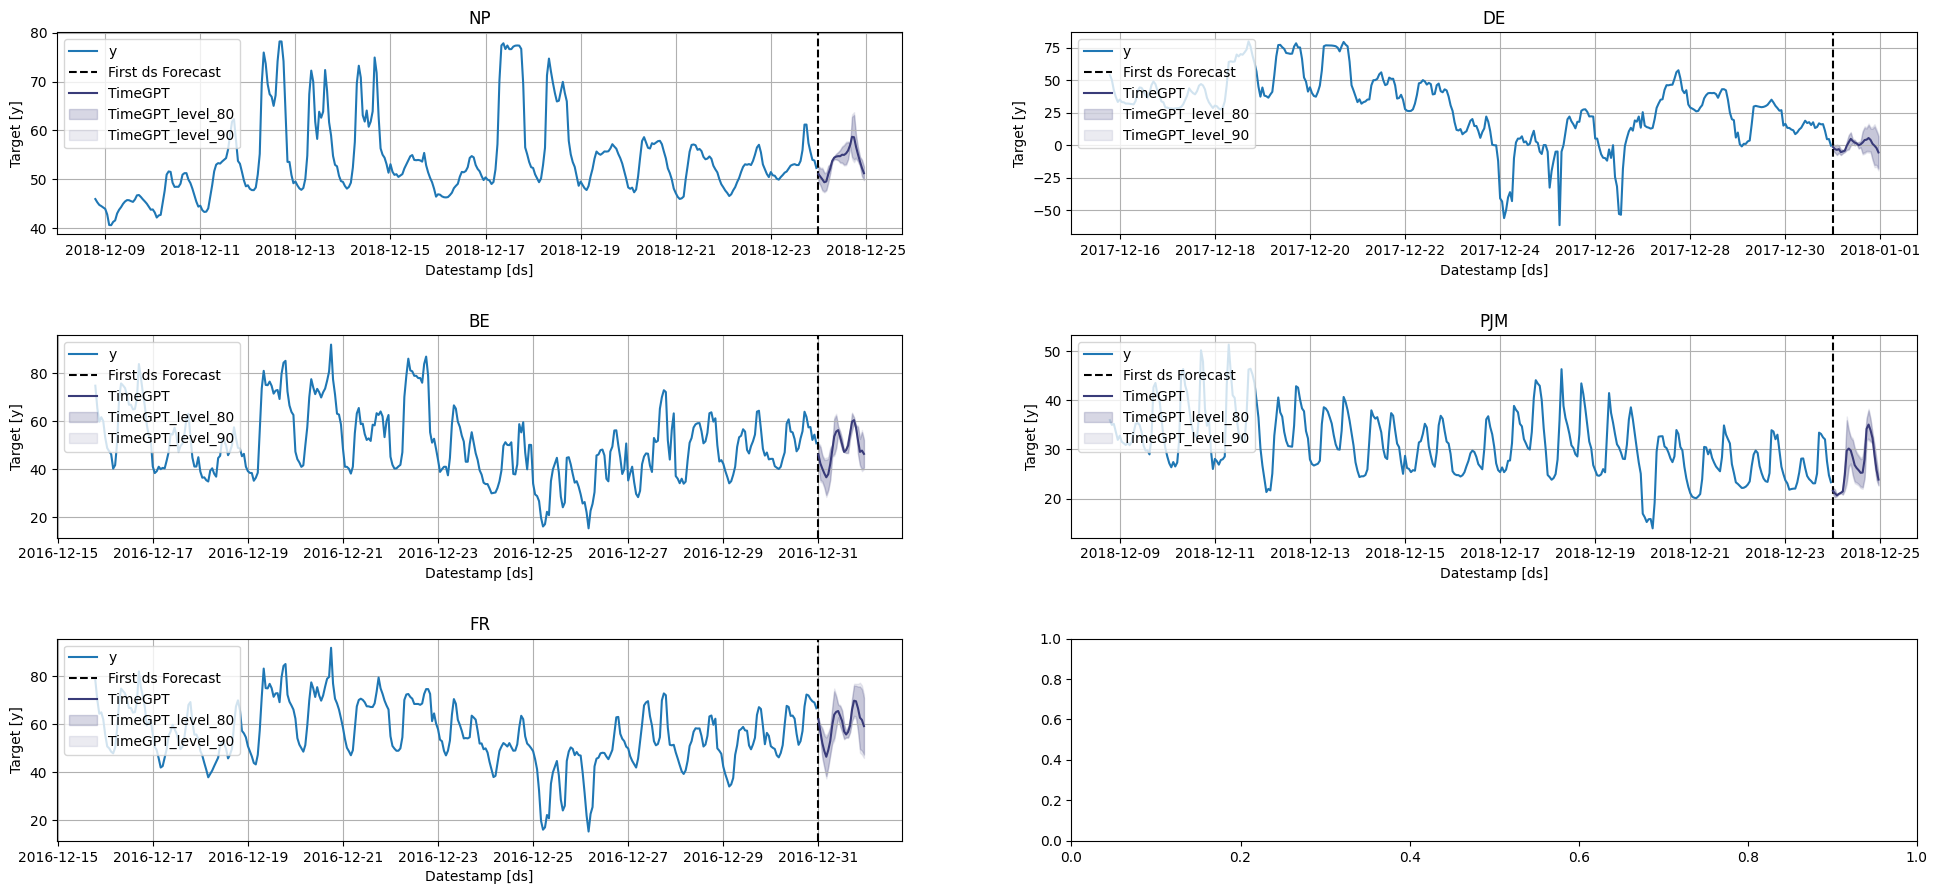 NP
Target [y]
80
70
60
50
40
y
First ds Forecast
TimeGPT
TimeGPT_level_80
TimeGPT_level_90
2018-12-09 2018-12-11 2018-12-13 2018-12-15 2018-12-17 2018-12-19 2018-12-21 2018-12-23 2018-12-25
Datestamp [ds]
DE
Target [y]
75
50
25
0
−25
−50
y
First ds Forecast
TimeGPT
TimeGPT_level_80
TimeGPT_level_90
2017-12-16 2017-12-18 2017-12-20 2017-12-22 2017-12-24 2017-12-26 2017-12-28 2017-12-30 2018-01-01
Datestamp [ds]
BE
Target [y]
80
60
40
20
y
First ds Forecast
TimeGPT
TimeGPT_level_80
TimeGPT_level_90
2016-12-15 2016-12-17 2016-12-19 2016-12-21 2016-12-23 2016-12-25 2016-12-27 2016-12-29 2016-12-31
Datestamp [ds]
PJM
Target [y]
50
40
30
20
y
First ds Forecast
TimeGPT
TimeGPT_level_80
TimeGPT_level_90
2018-12-09 2018-12-11 2018-12-13 2018-12-15 2018-12-17 2018-12-19 2018-12-21 2018-12-23 2018-12-25
Datestamp [ds]
FR
Target [y]
80
60
40
20
y
First ds Forecast
TimeGPT
TimeGPT_level_80
TimeGPT_level_90
2016-12-15 2016-12-17 2016-12-19 2016-12-21 2016-12-23 2016-12-25 2016-12-27 2016-12-29 2016-12-31
Datestamp [ds]
1.0
0.8
0.6
0.4
0.2
0.0
0.0 0.2 0.4 0.6 0.8 1.0